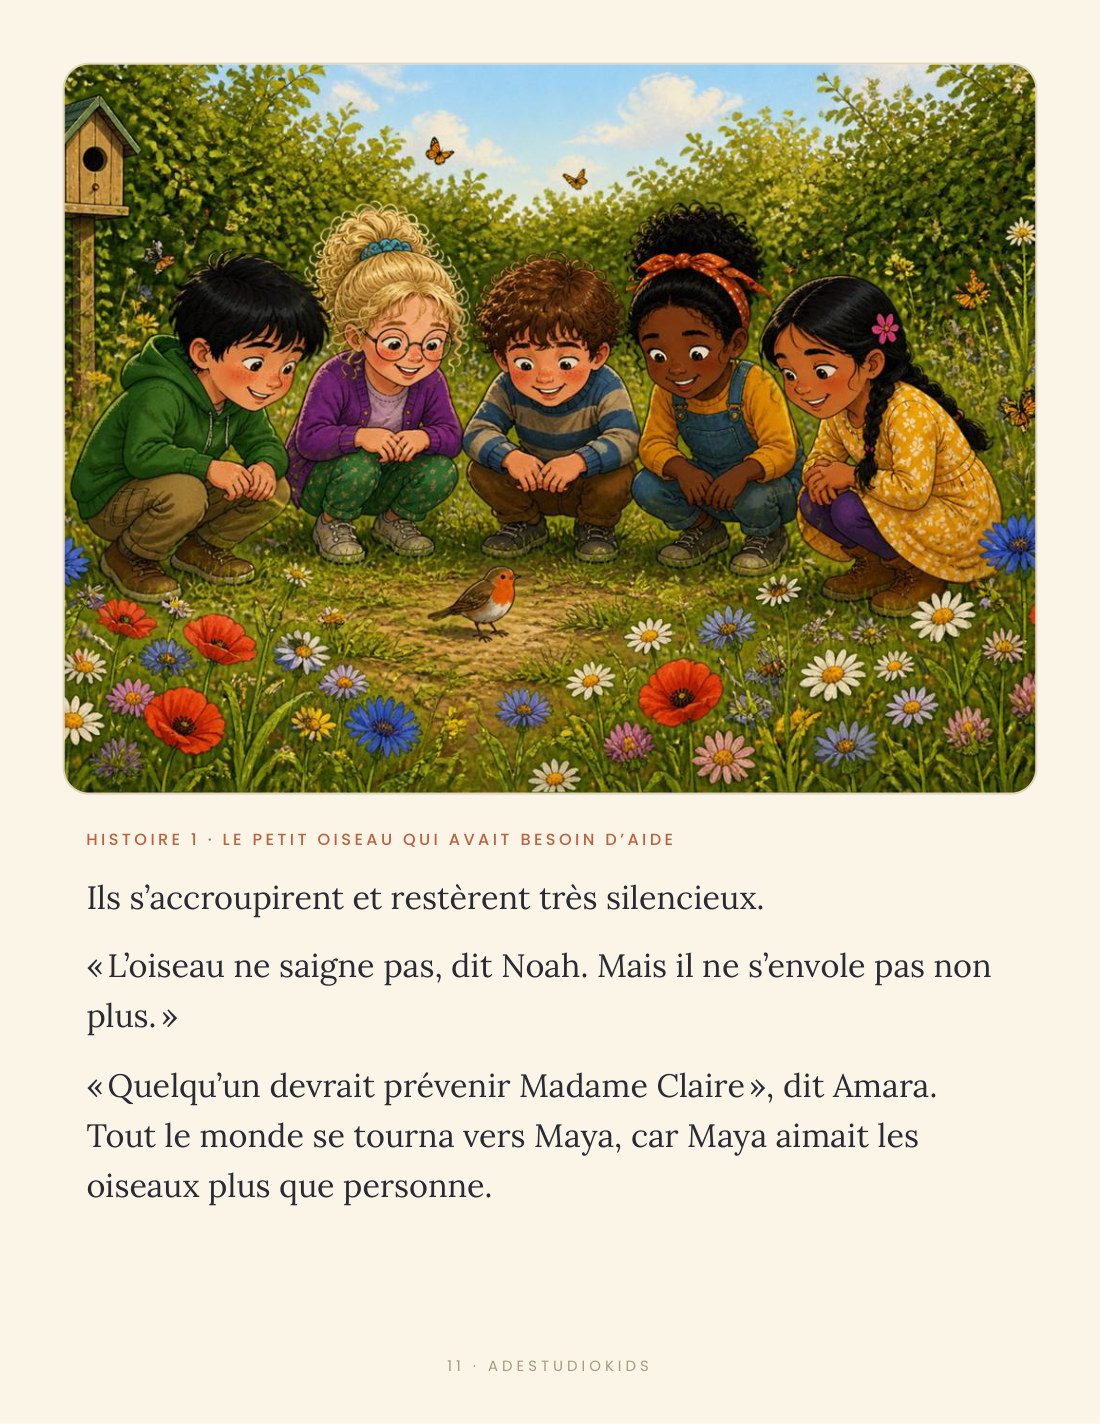 HISTOIRE 1 · LE PETIT OISEAU QUI AVAIT BESOIN D’AIDE
Ils s’accroupirent et restèrent très silencieux.
« L’oiseau ne saigne pas, dit Noah. Mais il ne s’envole pas non
plus. »
« Quelqu’un devrait prévenir Madame Claire », dit Amara.
Tout le monde se tourna vers Maya, car Maya aimait les
oiseaux plus que personne.
11 · ADESTUDIOKIDS